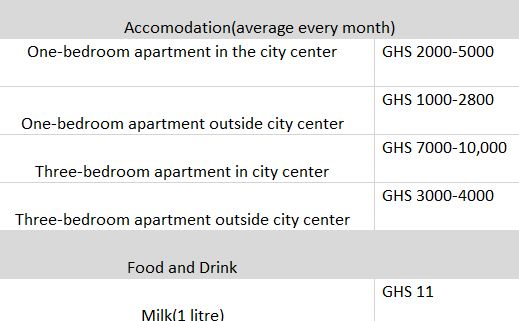 Accomodation(average every month)
One-bedroom apartment in the city center
GHS 2000-5000
One-bedroom apartment outside city center
GHS 1000-2800
Three-bedroom apartment in city center
GHS 7000-10,000
Three-bedroom apartment outside city center
GHS 3000-4000
Food and Drink
Milk(1 litre)
GHS 11